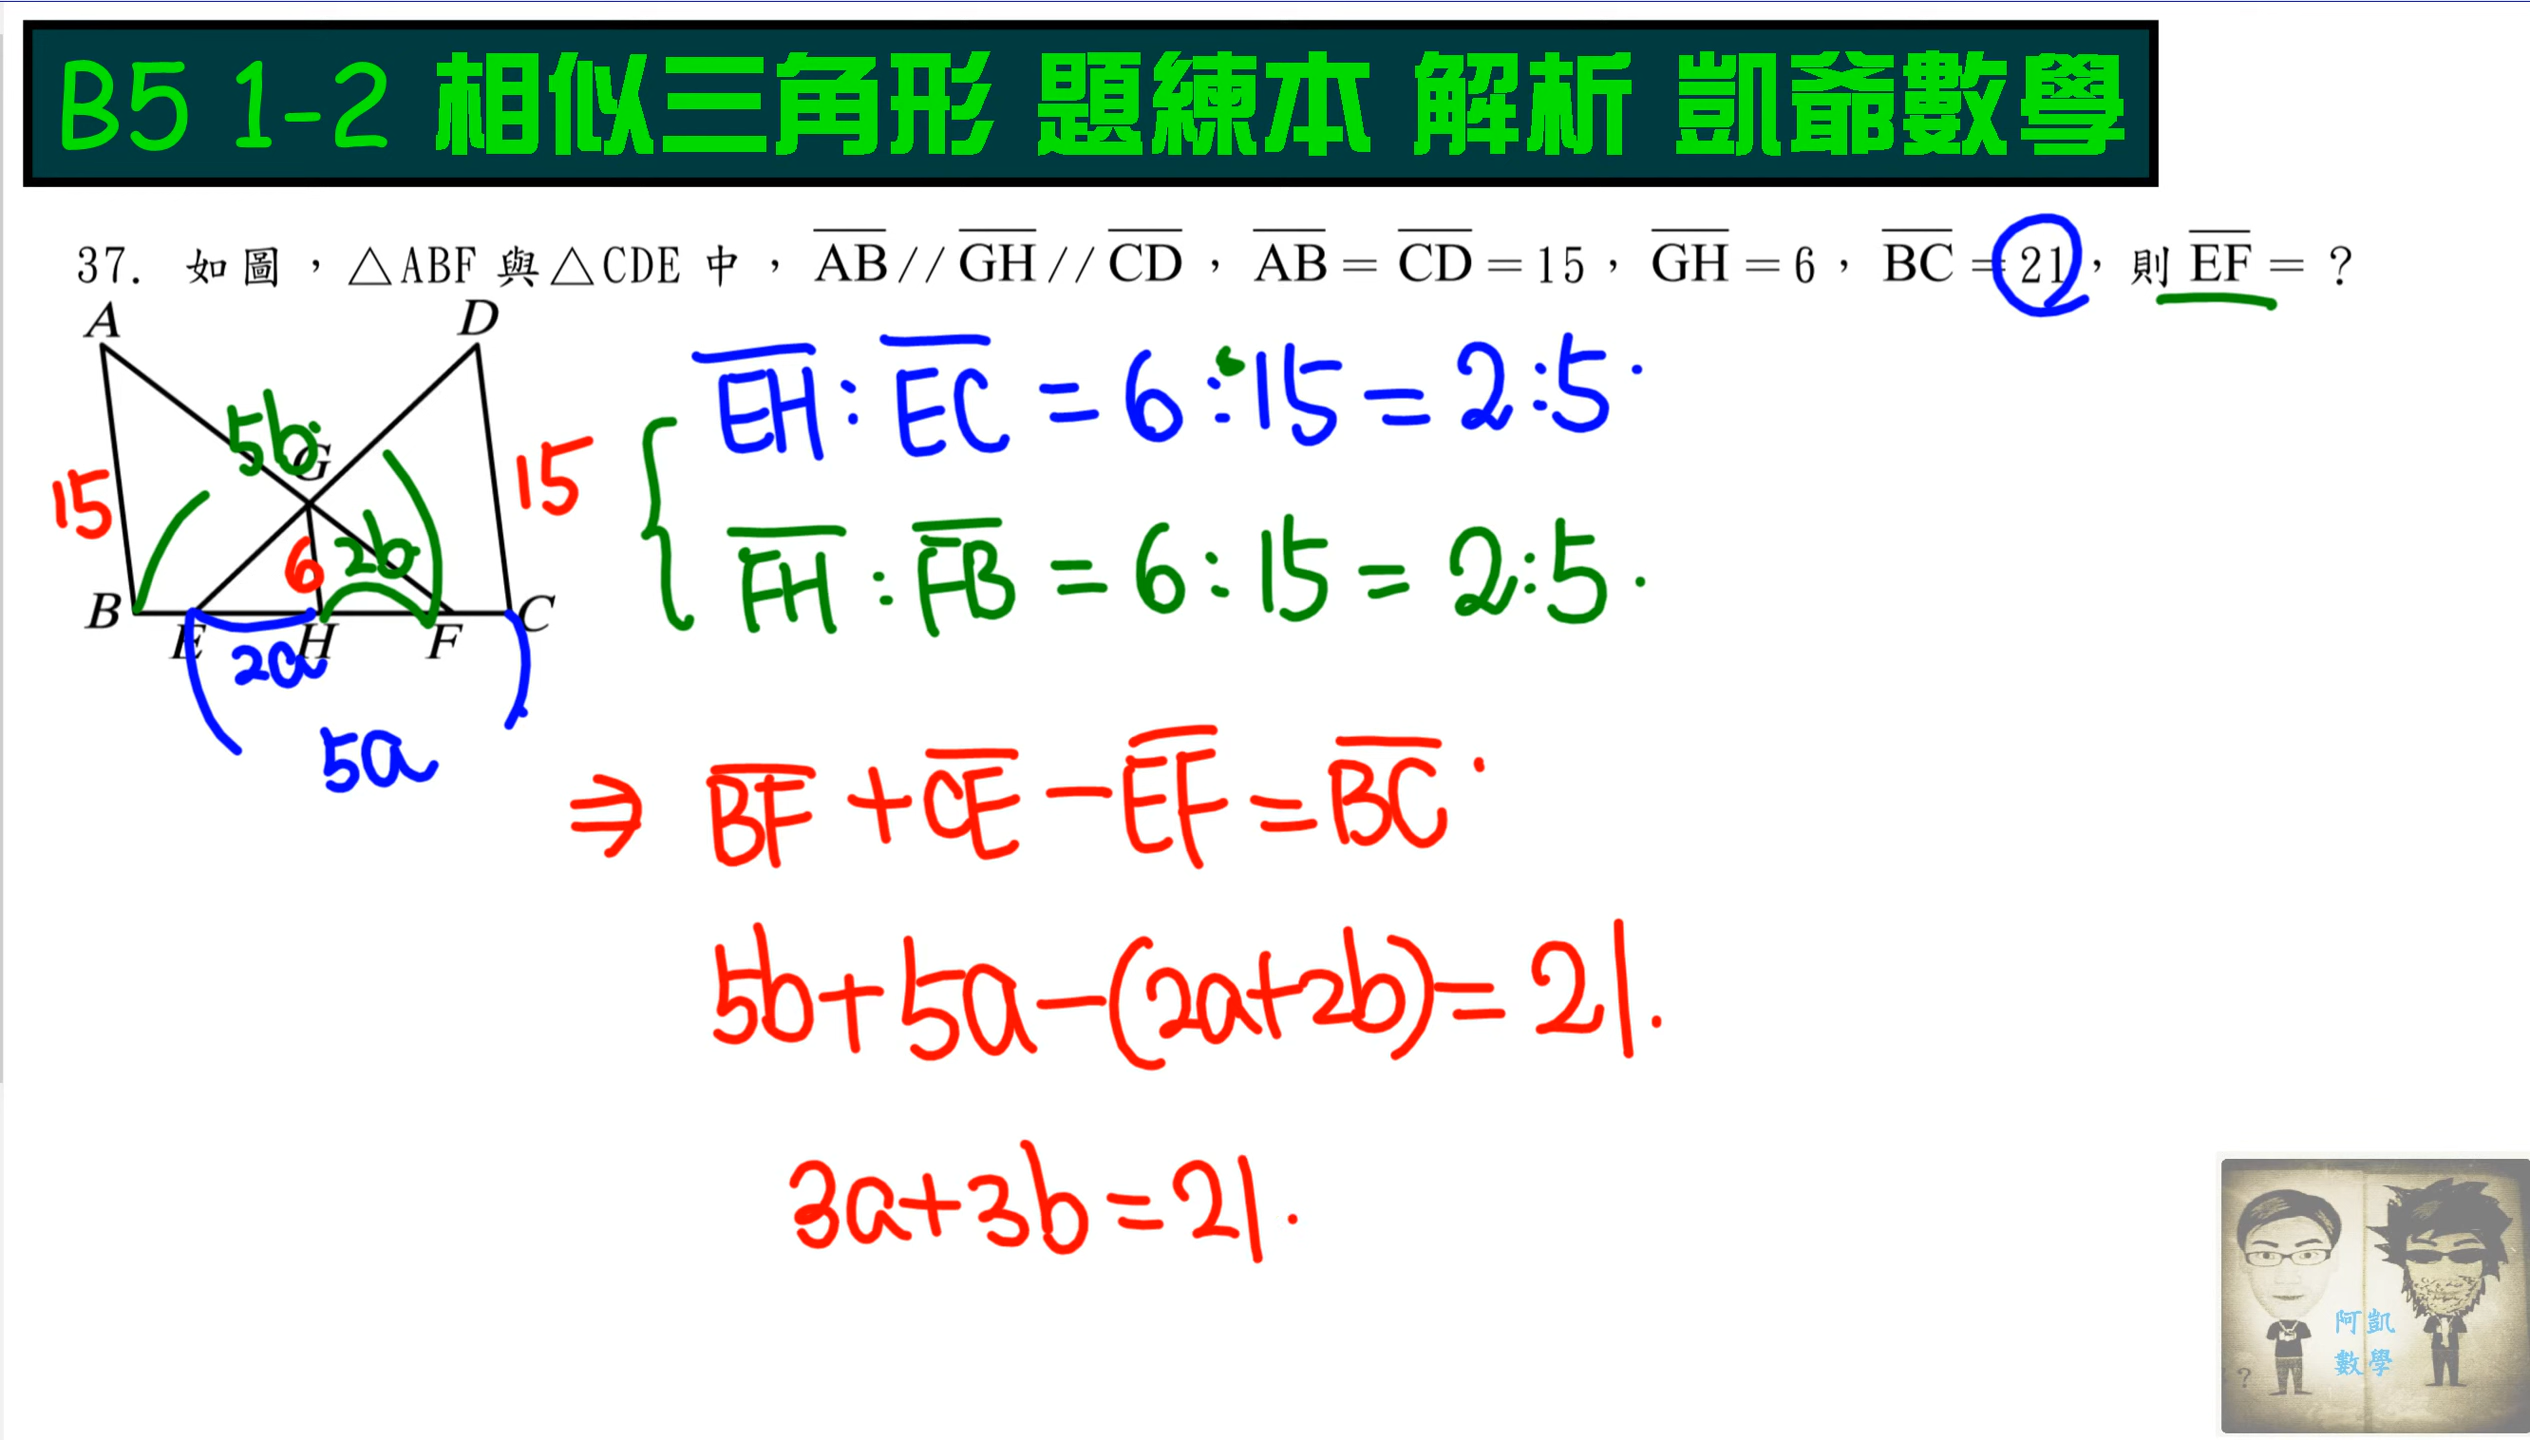 B5 1-2 相似三角形 題練本 解析 凱爺數學
37. 如圖，△ABF 與△CDE 中，AB // GH // CD，AB = CD = 15，GH = 6，BC = 21，則 EF = ？
A
D
5b
G
15
15
6
2b
B
E
H
F
C
2a
5a
EH : EC = 6 : 15 = 2 : 5 .
FH : FB = 6 : 15 = 2 : 5 .
⇒ BF + CE − EF = BC .
5b + 5a − (2a + 2b) = 21 .
3a + 3b = 21 .
阿凱
數學
?